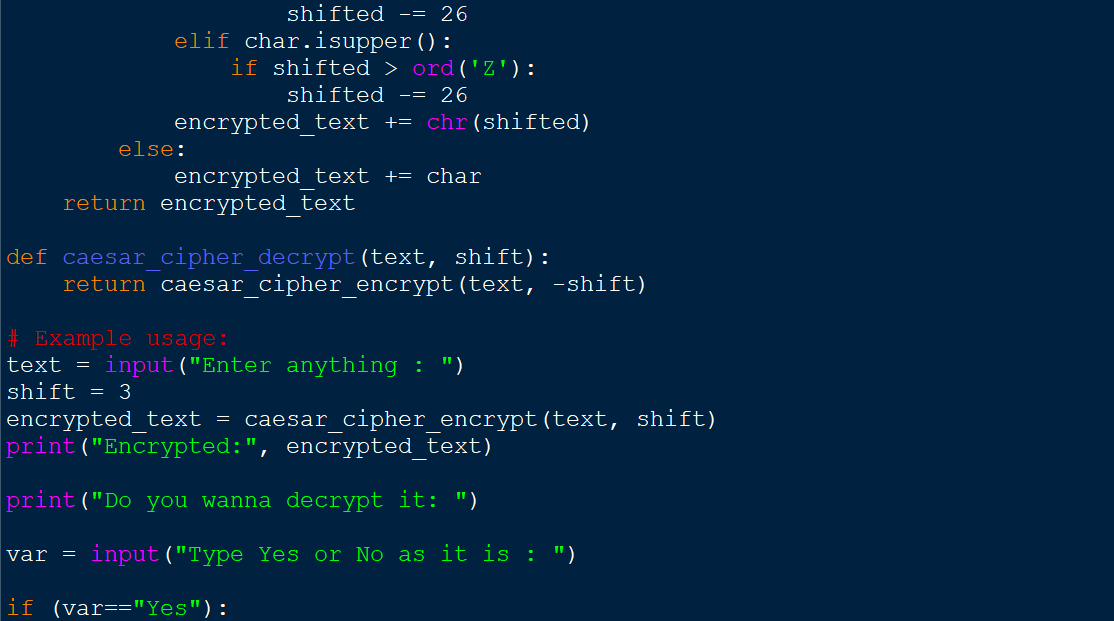 shifted -= 26
            elif char.isupper():
                if shifted > ord('Z'):
                    shifted -= 26
            encrypted_text += chr(shifted)
        else:
            encrypted_text += char
    return encrypted_text

def caesar_cipher_decrypt(text, shift):
    return caesar_cipher_encrypt(text, -shift)

# Example usage:
text = input("Enter anything : ")
shift = 3
encrypted_text = caesar_cipher_encrypt(text, shift)
print("Encrypted:", encrypted_text)

print("Do you wanna decrypt it: ")

var = input("Type Yes or No as it is : ")

if (var=="Yes"):